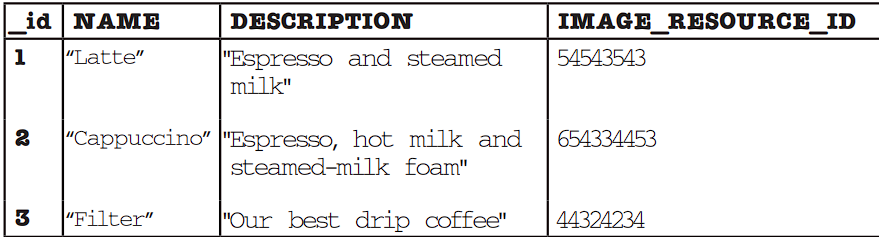 _id NAME DESCRIPTION IMAGE_RESOURCE_ID
1 “Latte” "Espresso and steamed 54543543
milk"
2 “Cappuccino” "Espresso, hot milk and 654334453
steamed-milk foam"
3 “Filter” "Our best drip coffee" 44324234